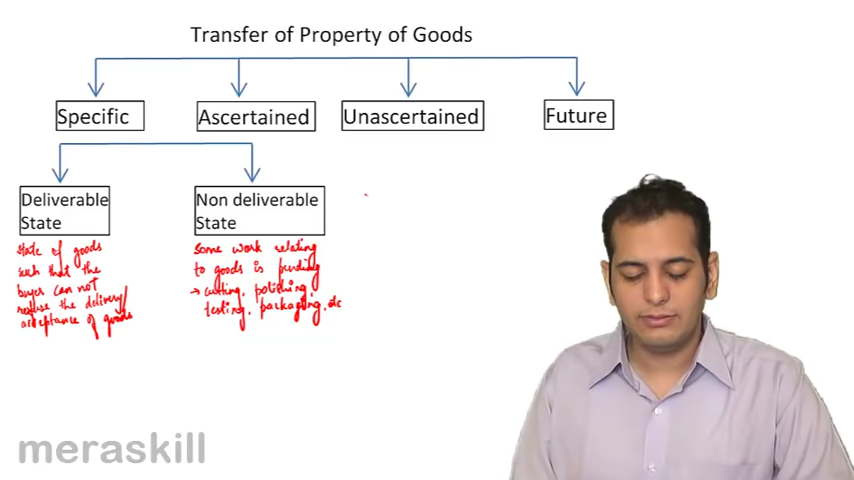 Transfer of Property of Goods
Specific
Ascertained
Unascertained
Future
Deliverable
State
Non deliverable
State
State of goods
such that the
buyer can not
refuse the delivery/
acceptance of goods
Some work relating
to goods is pending
→ cutting, polishing,
testing, packaging, etc
meraskill